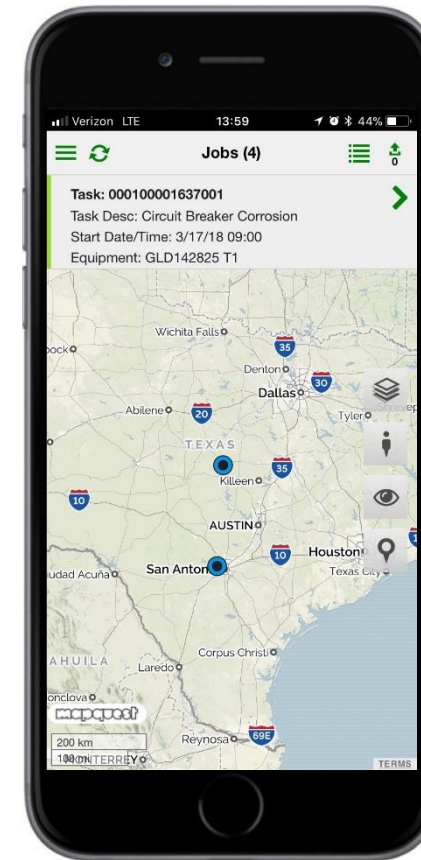 Verizon LTE 13:59 44%
Jobs (4)
0
Task: 000100001637001
Task Desc: Circuit Breaker Corrosion
Start Date/Time: 3/17/18 09:00
Equipment: GLD142825 T1
Wichita Falls
35
Denton
30
Dallas
Abilene
20
Tyler
TEXAS
35
Killeen
10
AUSTIN
10
Houston
San Anton
Texas City
Corpus Christi
Laredo
mapquest
Reynosa
69E
200 km
100 mi
TERMS